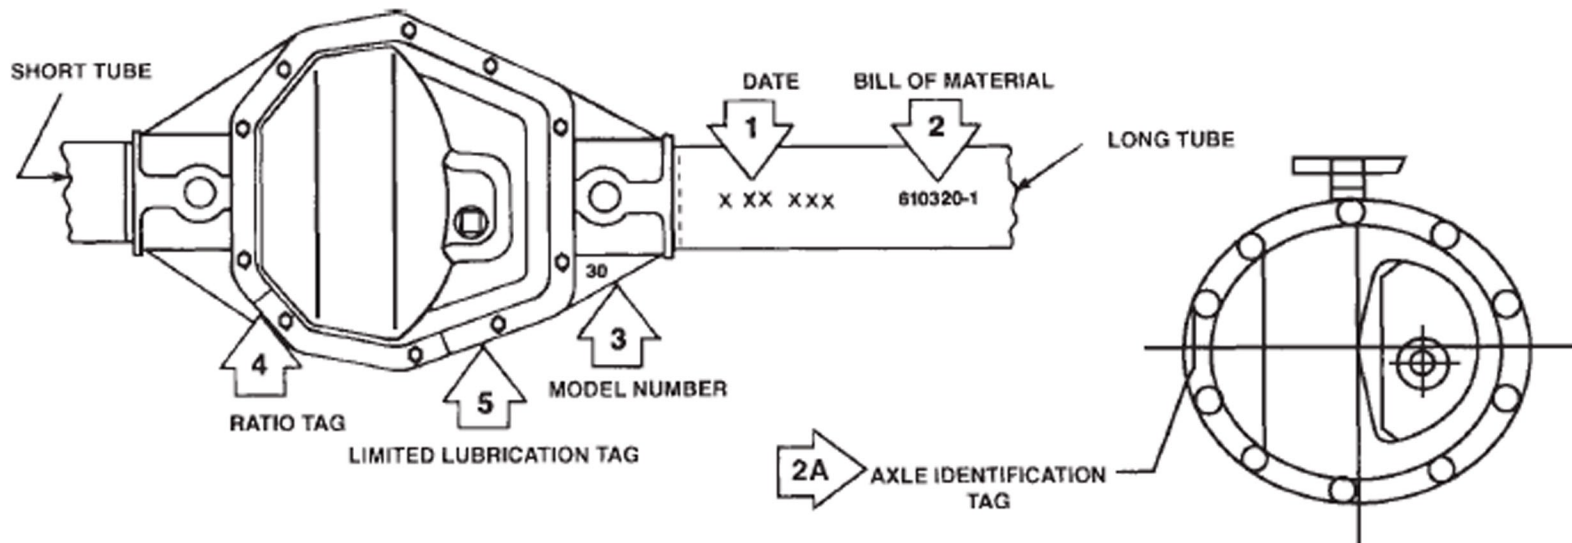 SHORT TUBE
DATE
BILL OF MATERIAL
1
2
LONG TUBE
X XX XXX
610320-1
30
3
4
MODEL NUMBER
5
RATIO TAG
LIMITED LUBRICATION TAG
2A
AXLE IDENTIFICATION
TAG